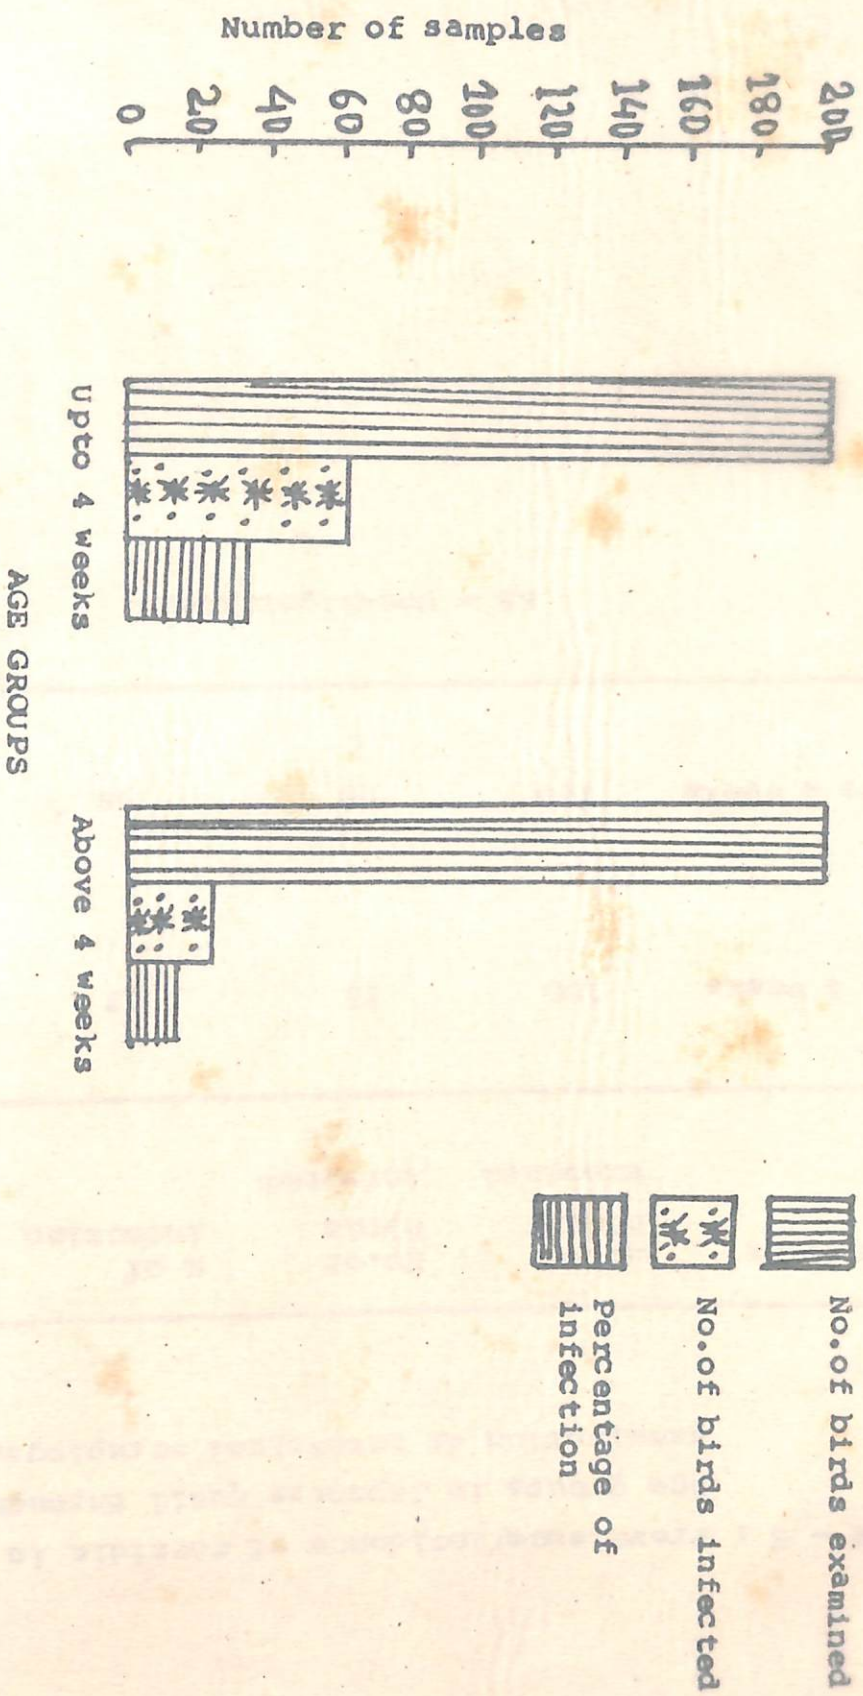 Number of samples
200
180
160
140
120
100
80
60
40
20
0
Upto 4 weeks
Above 4 weeks
AGE GROUPS
No.of birds examined
No.of birds infected
Percentage of
infection